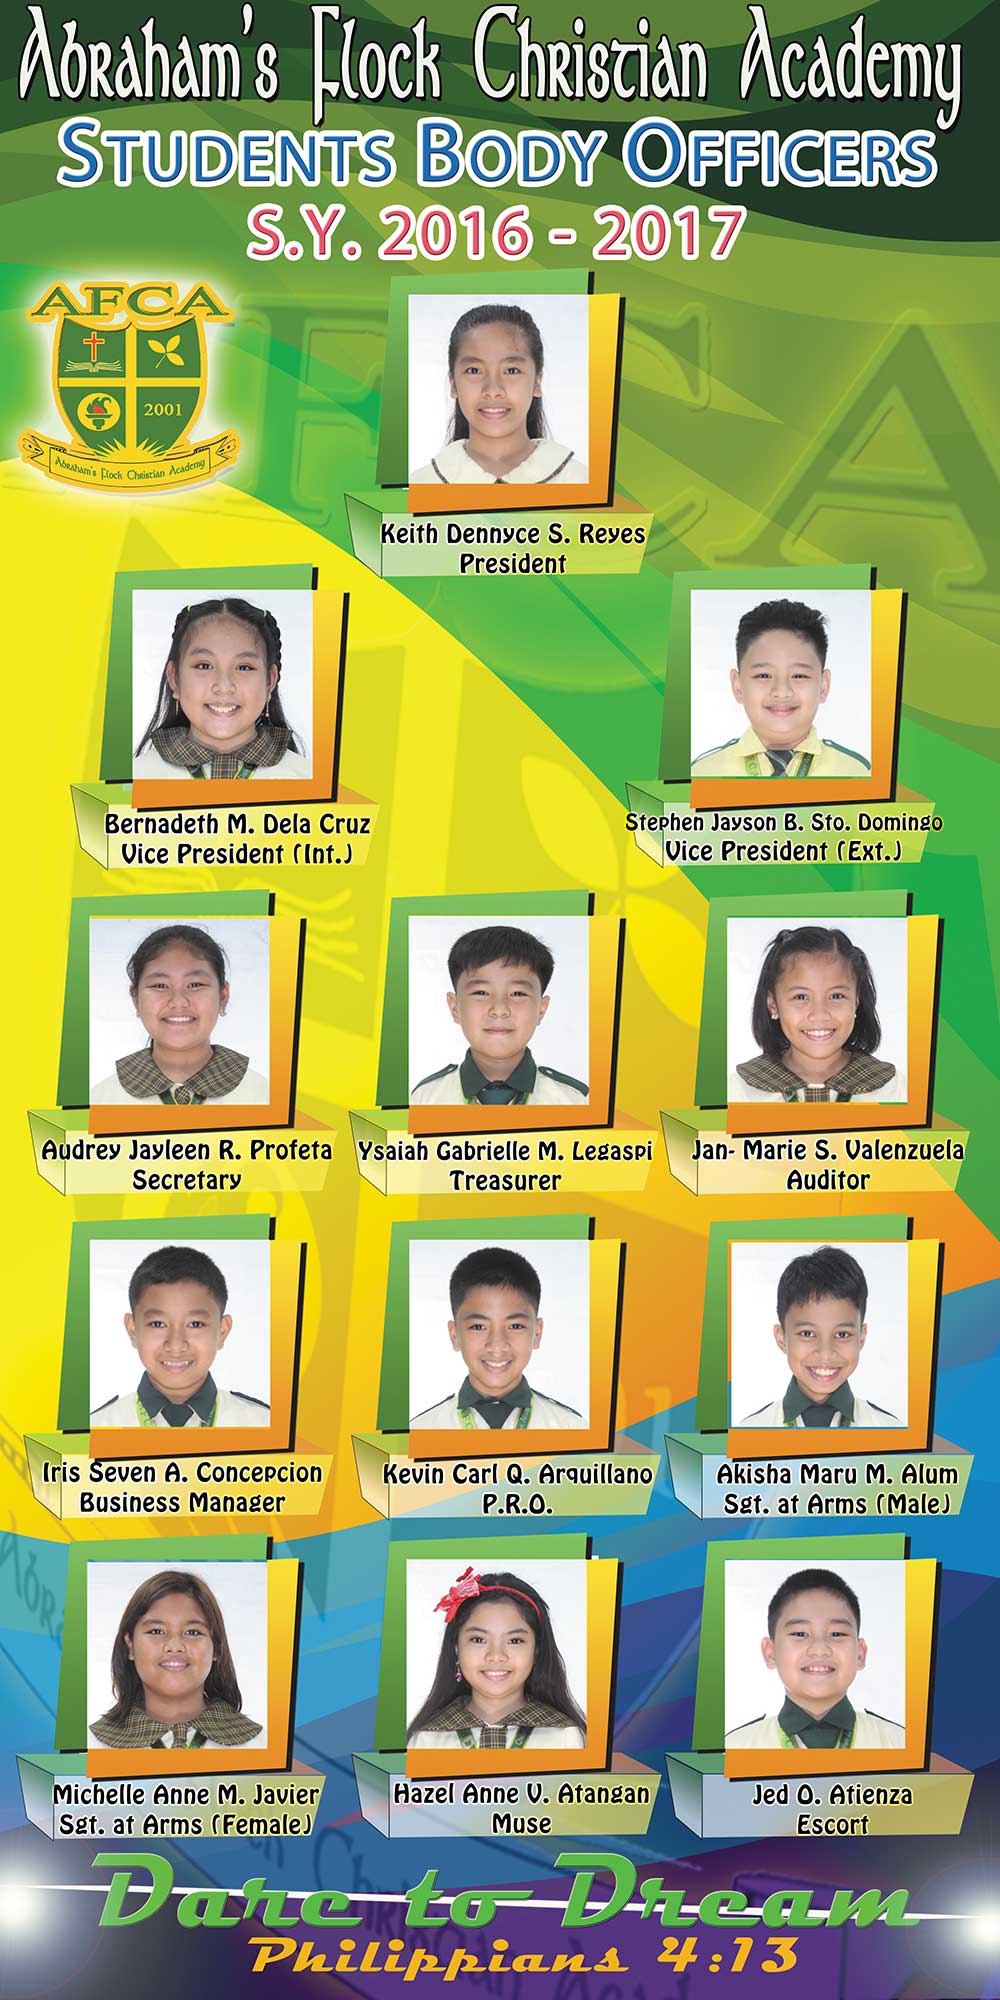 Abraham's Flock Christian Academy
STUDENTS BODY OFFICERS
S.Y. 2016 - 2017
AFCA
2001
Abraham's Flock Christian Academy
Keith Dennyce S. Reyes
President
Bernadeth M. Dela Cruz
Vice President (Int.)
Stephen Jayson B. Sto. Domingo
Vice President (Ext.)
Audrey Jayleen R. Profeta
Secretary
Ysaiah Gabrielle M. Legaspi
Treasurer
Jan- Marie S. Valenzuela
Auditor
Iris Seven A. Concepcion
Business Manager
Kevin Carl Q. Arquillano
P.R.O.
Akisha Maru M. Alum
Sgt. at Arms (Male)
Michelle Anne M. Javier
Sgt. at Arms (Female)
Hazel Anne V. Atangan
Muse
Jed O. Atienza
Escort
Dare to Dream
Philippians 4:13